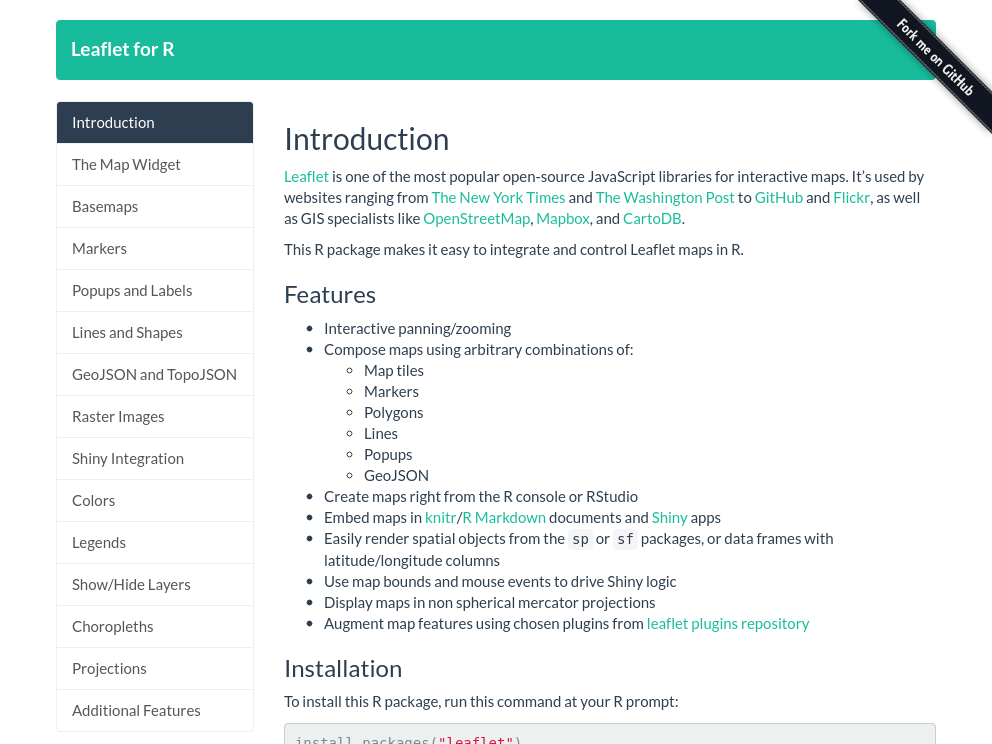 Leaflet for R
Fork me on GitHub
Introduction
The Map Widget
Basemaps
Markers
Popups and Labels
Lines and Shapes
GeoJSON and TopoJSON
Raster Images
Shiny Integration
Colors
Legends
Show/Hide Layers
Choropleths
Projections
Additional Features
Introduction
Leaflet is one of the most popular open-source JavaScript libraries for interactive maps. It’s used by
websites ranging from The New York Times and The Washington Post to GitHub and Flickr, as well
as GIS specialists like OpenStreetMap, Mapbox, and CartoDB.
This R package makes it easy to integrate and control Leaflet maps in R.
Features
• Interactive panning/zooming
• Compose maps using arbitrary combinations of:
◦ Map tiles
◦ Markers
◦ Polygons
◦ Lines
◦ Popups
◦ GeoJSON
• Create maps right from the R console or RStudio
• Embed maps in knitr/R Markdown documents and Shiny apps
• Easily render spatial objects from the sp or sf packages, or data frames with
latitude/longitude columns
• Use map bounds and mouse events to drive Shiny logic
• Display maps in non spherical mercator projections
• Augment map features using chosen plugins from leaflet plugins repository
Installation
To install this R package, run this command at your R prompt:
install.packages("leaflet")